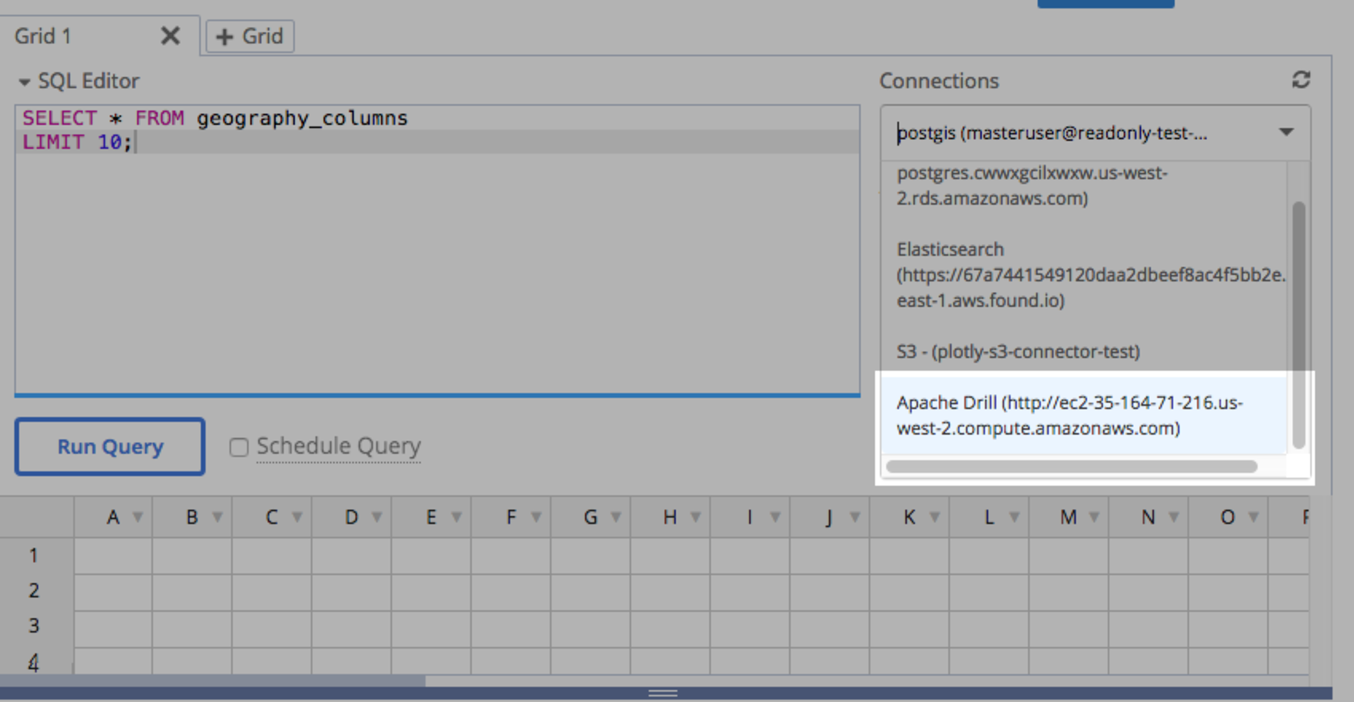 Grid 1
+ Grid
SQL Editor
SELECT * FROM geography_columns
LIMIT 10;
Run Query
Schedule Query
Connections
postgis (masteruser@readonly-test-...
postgres.cwwxgcilxwxw.us-west-
2.rds.amazonaws.com)
Elasticsearch
(https://67a7441549120daa2dbeef8ac4f5bb2e.
east-1.aws.found.io)
S3 - (plotly-s3-connector-test)
Apache Drill (http://ec2-35-164-71-216.us-
west-2.compute.amazonaws.com)
A B C D E F G H I J K L M N O
1
2
3
4